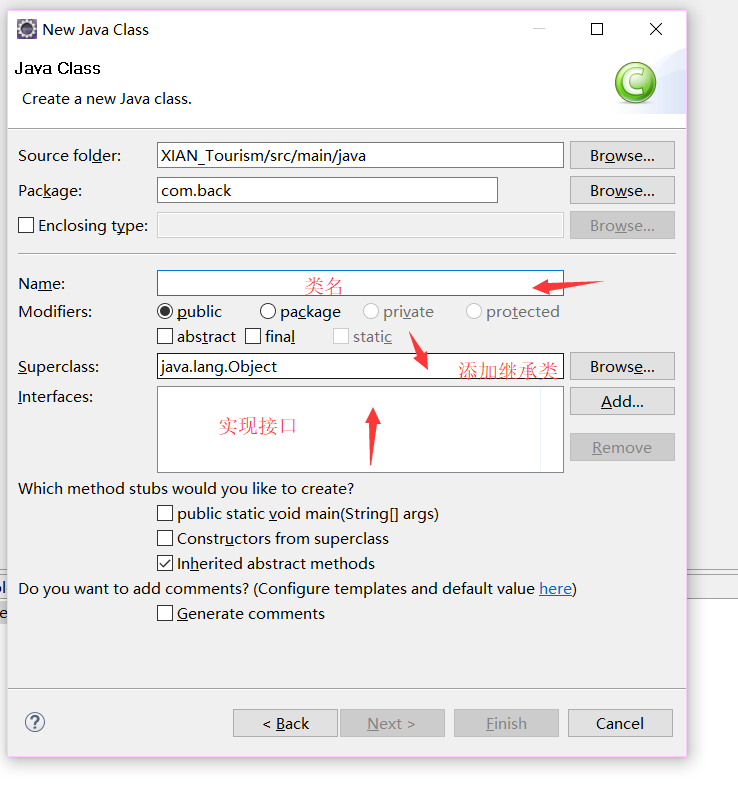 New Java Class
Java Class
Create a new Java class.
Source folder: XIAN_Tourism/src/main/java Browse...
Package: com.back Browse...
Enclosing type: Browse...
Name: 类名
Modifiers: public package private protected
abstract final static
Superclass: java.lang.Object 添加继承类 Browse...
Interfaces: Add...
实现接口
Remove
Which method stubs would you like to create?
public static void main(String[] args)
Constructors from superclass
Inherited abstract methods
Do you want to add comments? (Configure templates and default value here)
Generate comments
? < Back Next > Finish Cancel